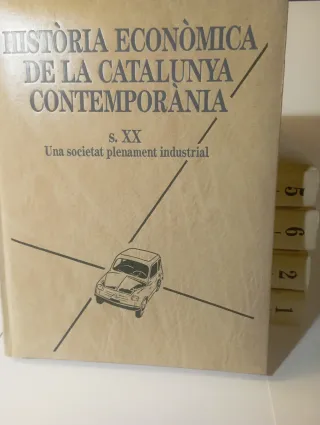 HISTÒRIA ECONÒMICA
DE LA CATALUNYA
CONTEMPORÀNIA
s. XX
Una societat plenament industrial
5
6
2
1